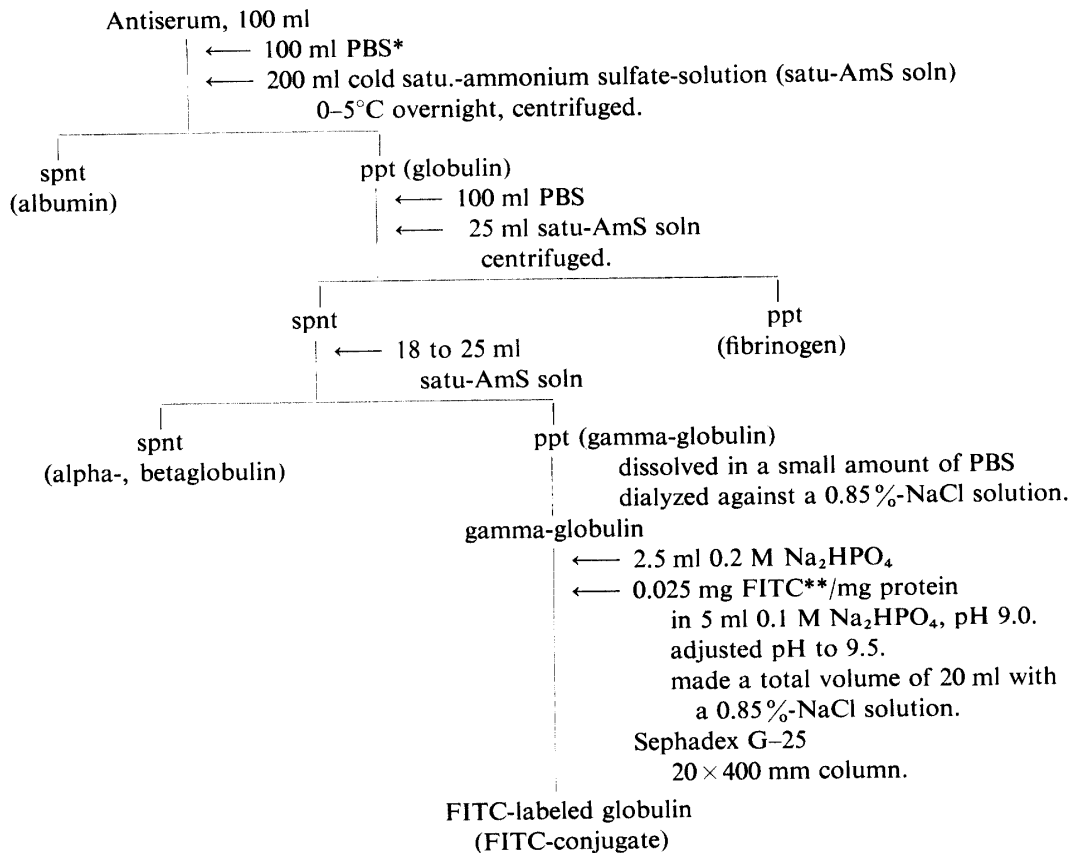 Antiserum, 100 ml
← 100 ml PBS*
← 200 ml cold satu.-ammonium sulfate-solution (satu-AmS soln)
0–5°C overnight, centrifuged.
spnt
(albumin)
ppt (globulin)
← 100 ml PBS
← 25 ml satu-AmS soln
centrifuged.
spnt
ppt
(fibrinogen)
← 18 to 25 ml
satu-AmS soln
spnt
(alpha-, betaglobulin)
ppt (gamma-globulin)
dissolved in a small amount of PBS
dialyzed against a 0.85%-NaCl solution.
gamma-globulin
← 2.5 ml 0.2 M Na₂HPO₄
← 0.025 mg FITC**/mg protein
in 5 ml 0.1 M Na₂HPO₄, pH 9.0.
adjusted pH to 9.5.
made a total volume of 20 ml with
a 0.85%-NaCl solution.
Sephadex G–25
20 × 400 mm column.
FITC-labeled globulin
(FITC-conjugate)